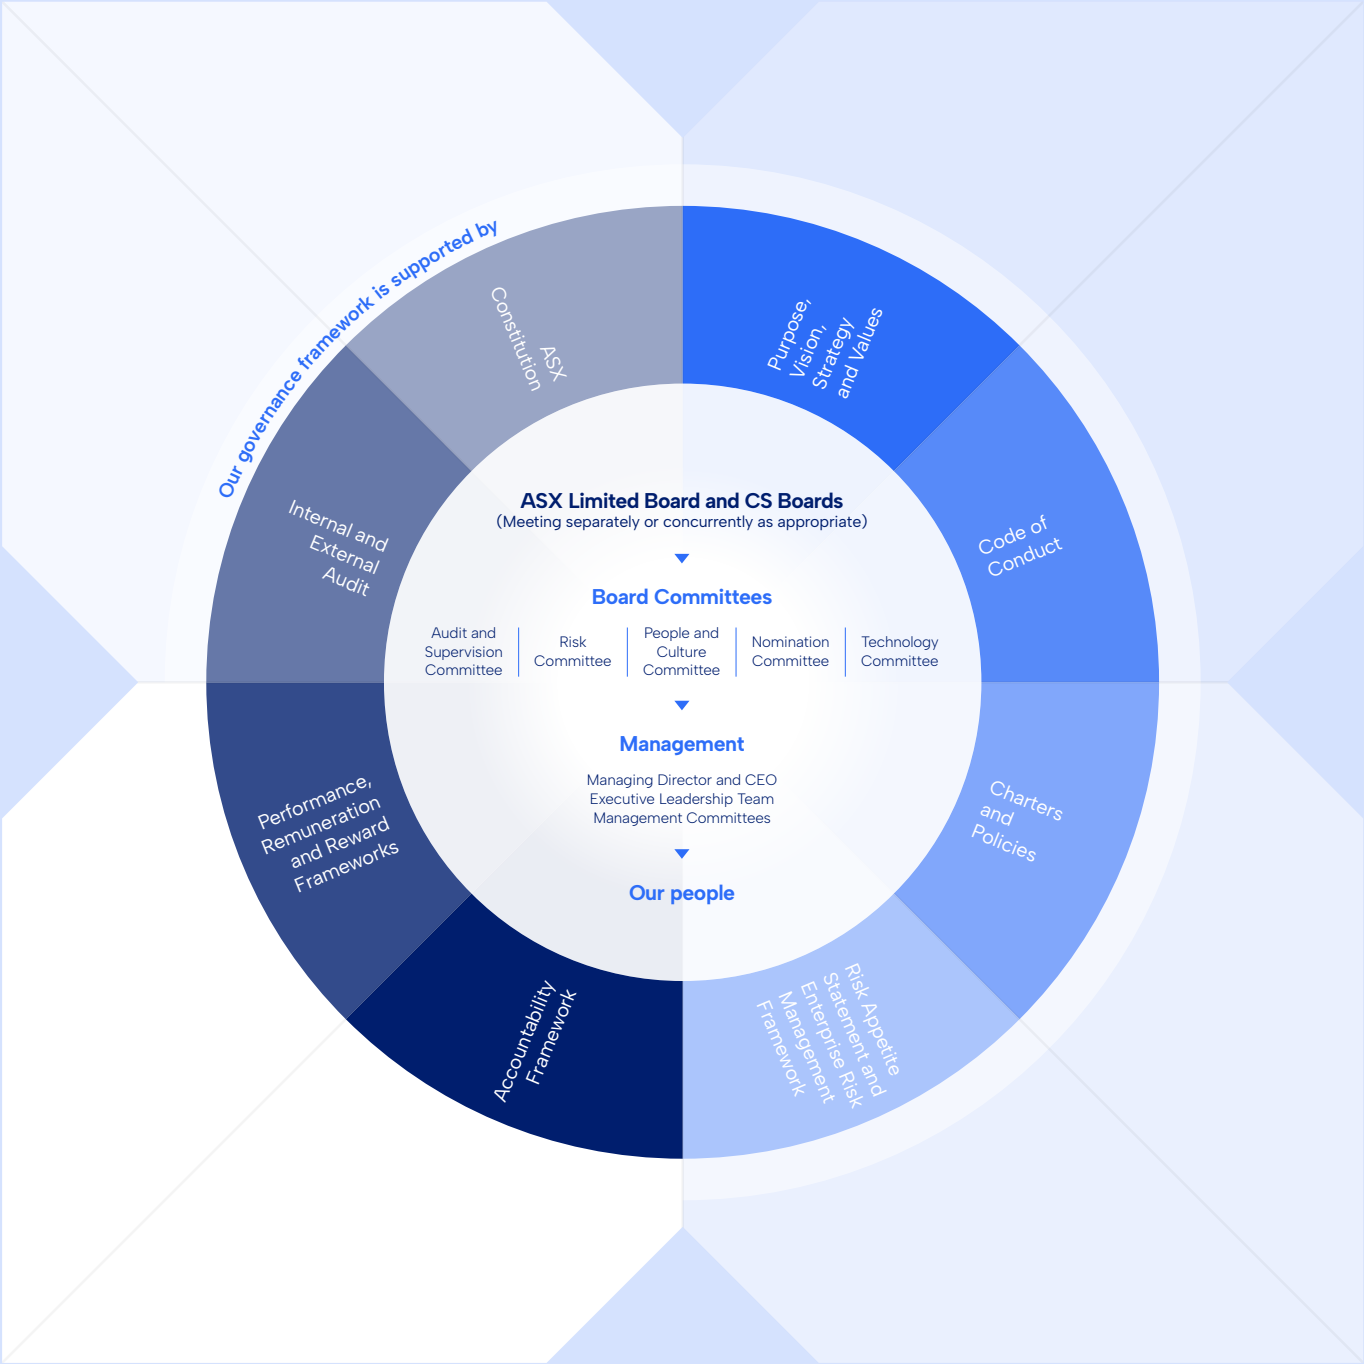 Our governance framework is supported by
Purpose,
Vision,
Strategy
and Values
Code of
Conduct
Charters
and
Policies
Risk Appetite
Statement and
Enterprise Risk
Management
Framework
Accountability
Framework
Performance,
Remuneration
and Reward
Frameworks
Internal and
External
Audit
ASX
Constitution
ASX Limited Board and CS Boards
(Meeting separately or concurrently as appropriate)
Board Committees
Audit and
Supervision
Committee
Risk
Committee
People and
Culture
Committee
Nomination
Committee
Technology
Committee
Management
Managing Director and CEO
Executive Leadership Team
Management Committees
Our people